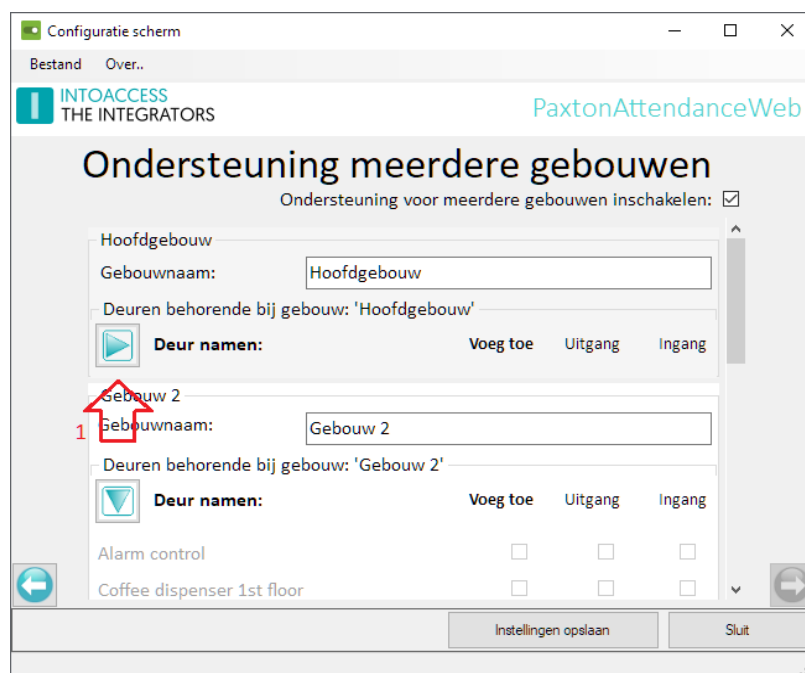 Configuratie scherm
Bestand Over..
INTOACCESS
THE INTEGRATORS
PaxtonAttendanceWeb
Ondersteuning meerdere gebouwen
Ondersteuning voor meerdere gebouwen inschakelen:
Hoofdgebouw
Gebouwnaam: Hoofdgebouw
Deuren behorende bij gebouw: 'Hoofdgebouw'
Deur namen: Voeg toe Uitgang Ingang
Gebouw 2
1 Gebouwnaam: Gebouw 2
Deuren behorende bij gebouw: 'Gebouw 2'
Deur namen: Voeg toe Uitgang Ingang
Alarm control
Coffee dispenser 1st floor
Instellingen opslaan Sluit